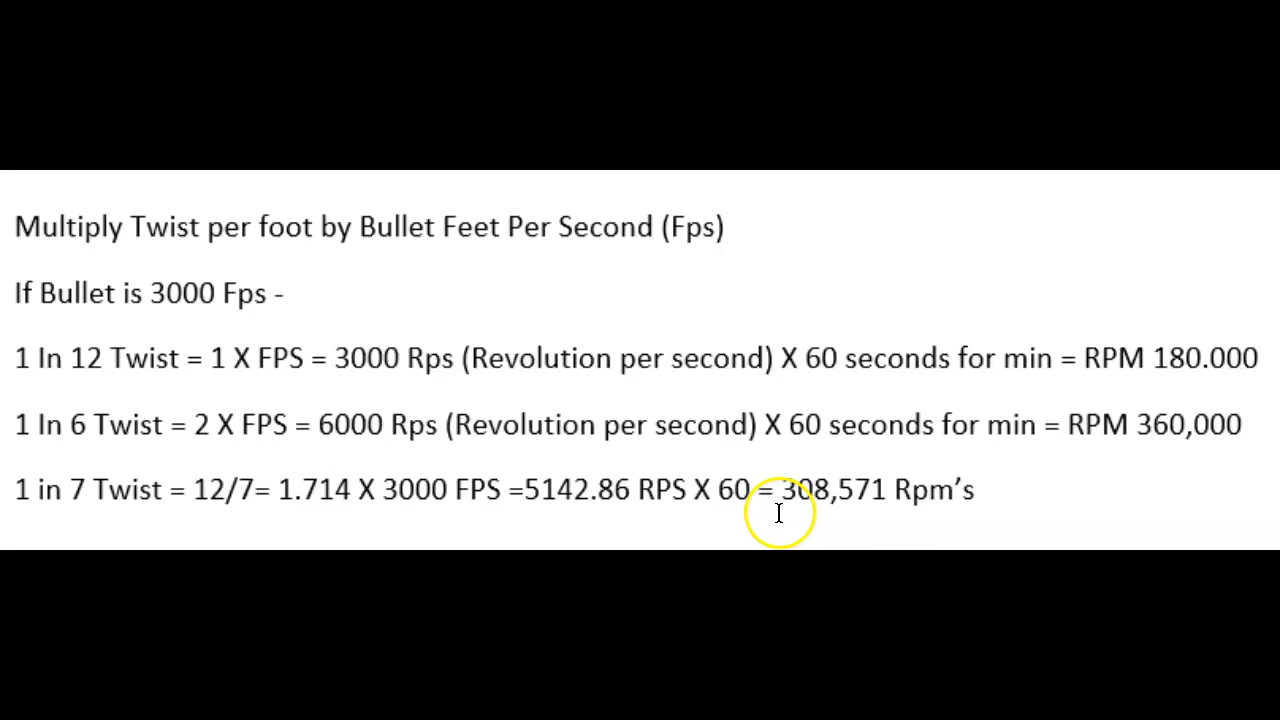 Multiply Twist per foot by Bullet Feet Per Second (Fps)
If Bullet is 3000 Fps -
1 In 12 Twist = 1 X FPS = 3000 Rps (Revolution per second) X 60 seconds for min = RPM 180.000
1 In 6 Twist = 2 X FPS = 6000 Rps (Revolution per second) X 60 seconds for min = RPM 360,000
1 in 7 Twist = 12/7= 1.714 X 3000 FPS =5142.86 RPS X 60 = 308,571 Rpm’s